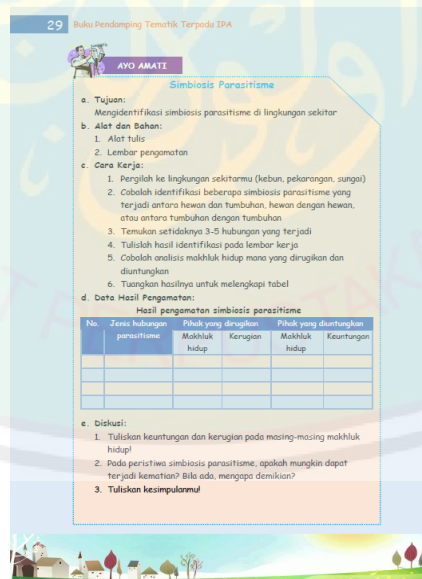 29 Buku Pendamping Tematik Terpadu IPA
AYO AMATI
Simbiosis Parasitisme
a. Tujuan:
Mengidentifikasi simbiosis parasitisme di lingkungan sekitar
b. Alat dan Bahan:
1. Alat tulis
2. Lembar pengamatan
c. Cara Kerja:
1. Pergilah ke lingkungan sekitarmu (kebun, pekarangan, sungai)
2. Cobalah identifikasi beberapa simbiosis parasitisme yang
terjadi antara hewan dan tumbuhan, hewan dengan hewan,
atau antara tumbuhan dengan tumbuhan
3. Temukan setidaknya 3-5 hubungan yang terjadi
4. Tulislah hasil identifikasi pada lembar kerja
5. Cobalah analisis makhluk hidup mana yang dirugikan dan
diuntungkan
6. Tuangkan hasilnya untuk melengkapi tabel
d. Data Hasil Pengamatan:
Hasil pengamatan simbiosis parasitisme
No. Jenis hubungan Pihak yang dirugikan Pihak yang diuntungkan
parasitisme Makhluk Kerugian Makhluk Keuntungan
hidup hidup
e. Diskusi:
1. Tuliskan keuntungan dan kerugian pada masing-masing makhluk
hidup!
2. Pada peristiwa simbiosis parasitisme, apakah mungkin dapat
terjadi kematian? Bila ada, mengapa demikian?
3. Tuliskan kesimpulanmu!